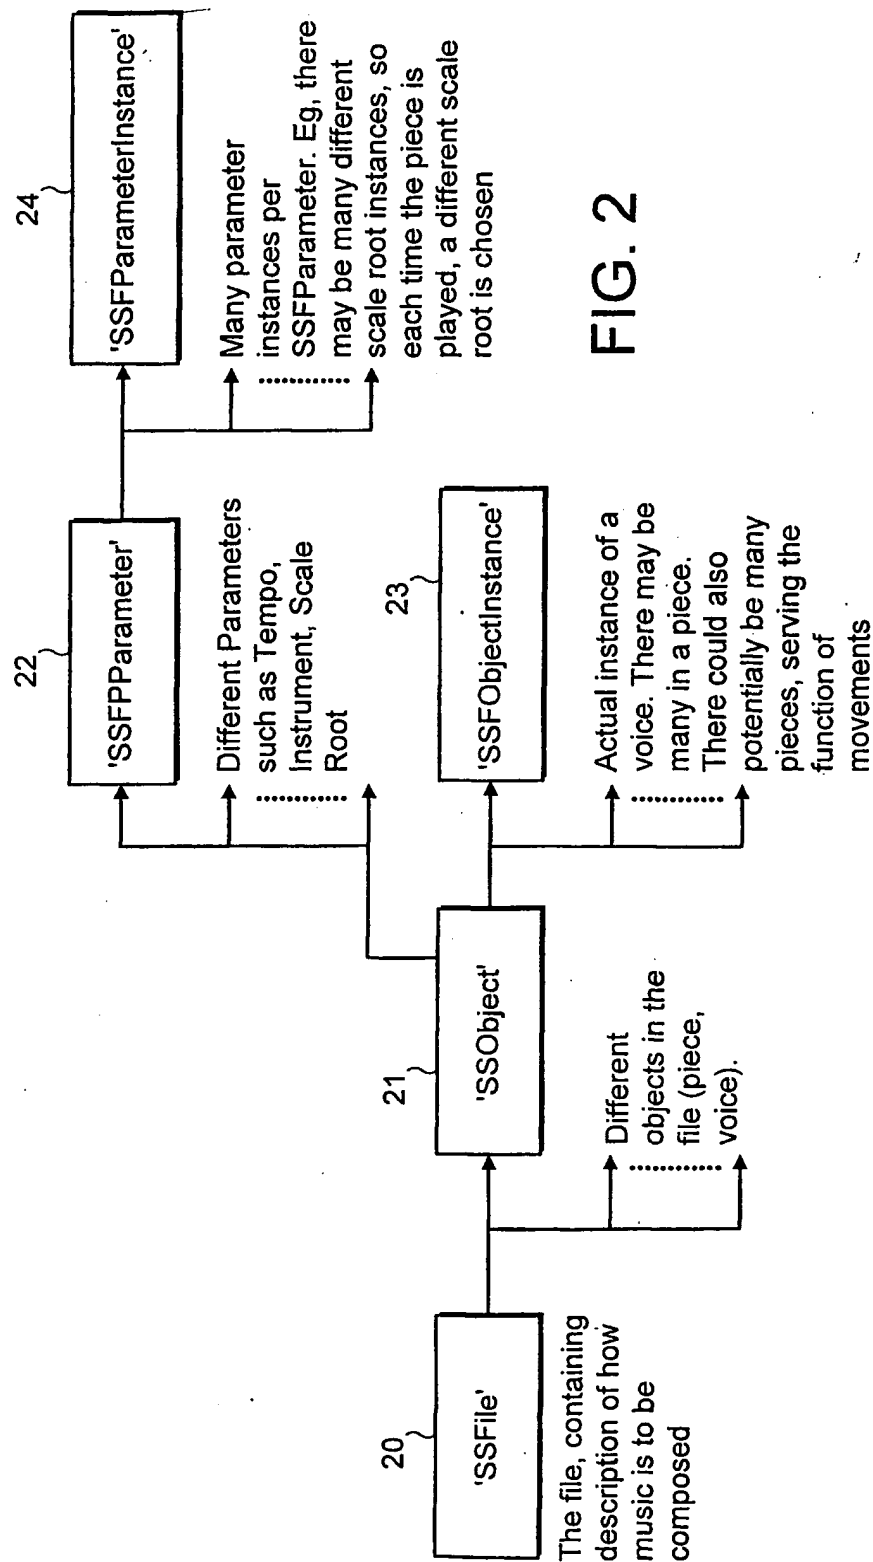 20
'SSFile'
The file, containing
description of how
music is to be
composed
21
'SSObject'
Different
objects in the
file (piece,
voice).
22
'SSFPParameter'
Different Parameters
such as Tempo,
Instrument, Scale
Root
23
'SSFObjectInstance'
Actual instance of a
voice. There may be
many in a piece.
There could also
potentially be many
pieces, serving the
function of
movements
24
'SSFPParameterInstance'
Many parameter
instances per
SSFParameter. Eg, there
may be many different
scale root instances, so
each time the piece is
played, a different scale
root is chosen
FIG. 2